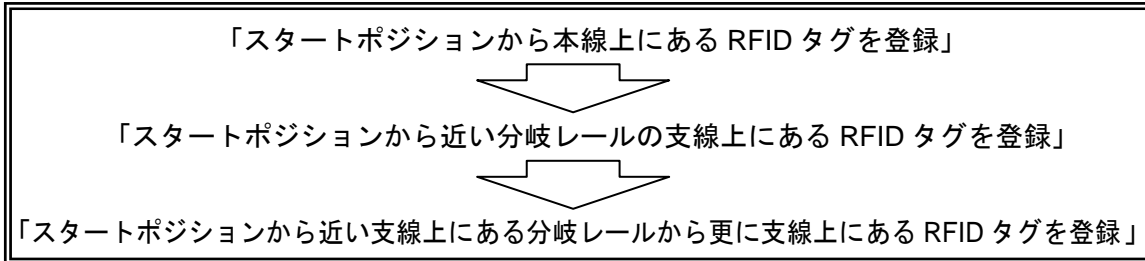 「スタートポジションから本線上にある RFID タグを登録」
「スタートポジションから近い分岐レールの支線上にある RFID タグを登録」
「スタートポジションから近い支線上にある分岐レールから更に支線上にある RFID タグを登録」